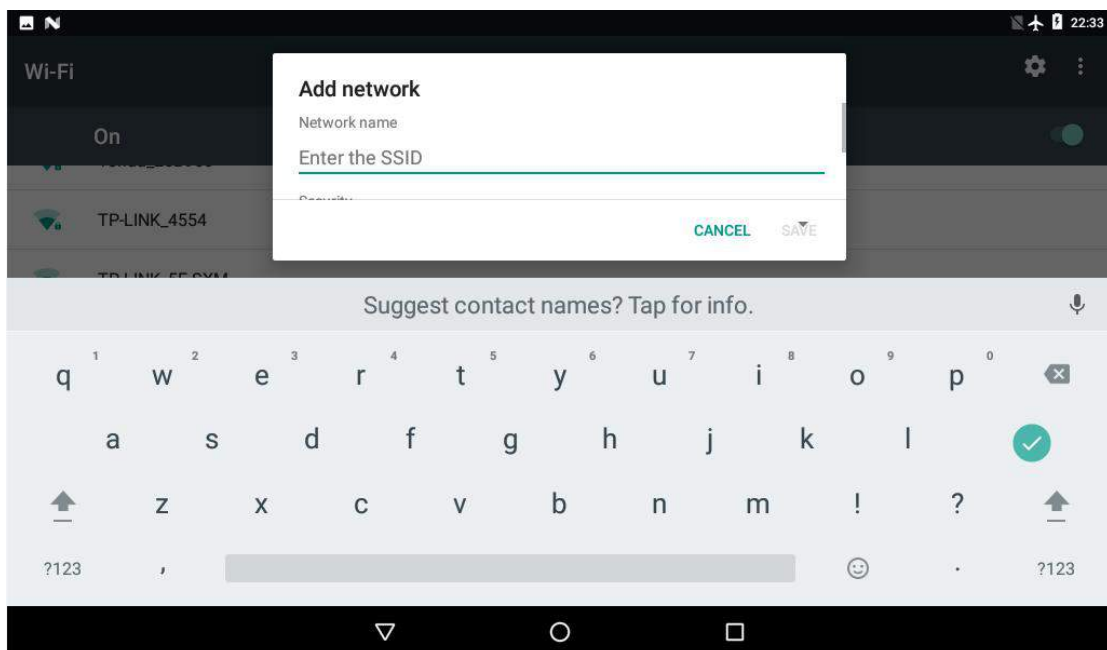 22:33
Wi-Fi
Add network
Network name
On
Enter the SSID
Security
TP-LINK_4554
CANCEL SAVE
Suggest contact names? Tap for info.
1 2 3 4 5 6 7 8 9 0
q w e r t y u i o p
a s d f g h j k l
z x c v b n m ! ?
?123 , . ?123